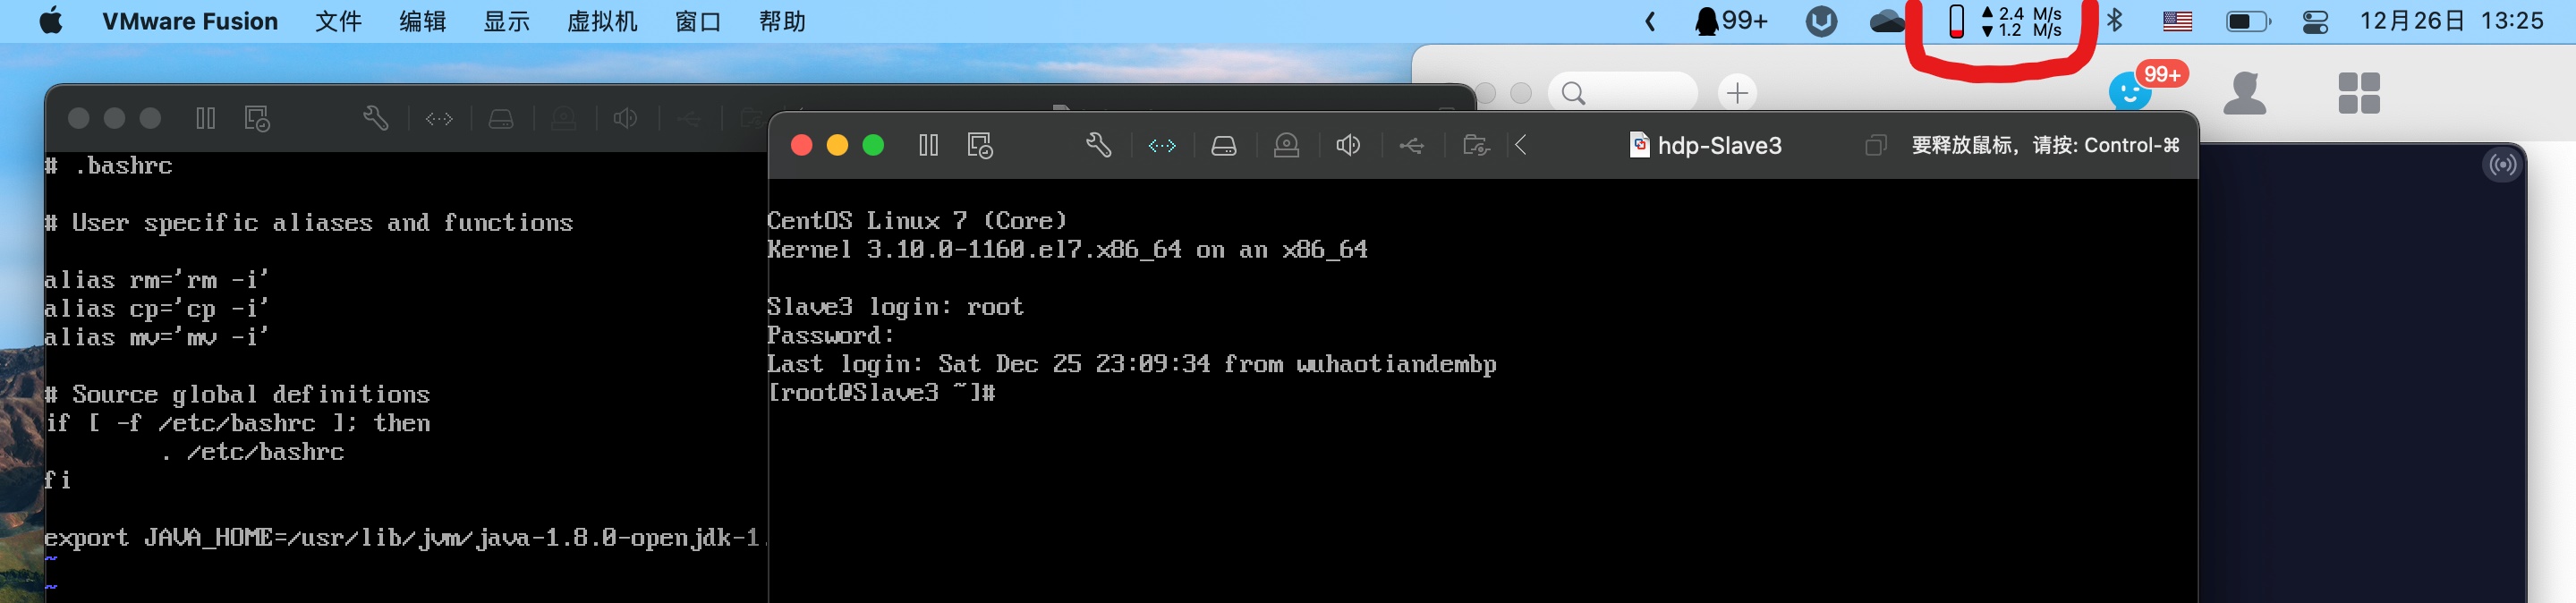 VMware Fusion 文件 编辑 显示 虚拟机 窗口 帮助 99+ 2.4 M/s 1.2 M/s 12月26日 13:25
99+
hdp-Slave3 要释放鼠标，请按: Control-⌘
# .bashrc
# User specific aliases and functions
alias rm='rm -i'
alias cp='cp -i'
alias mv='mv -i'
# Source global definitions
if [ -f /etc/bashrc ]; then
. /etc/bashrc
fi
export JAVA_HOME=/usr/lib/jvm/java-1.8.0-openjdk-1.
~
~
CentOS Linux 7 (Core)
Kernel 3.10.0-1160.el7.x86_64 on an x86_64
Slave3 login: root
Password:
Last login: Sat Dec 25 23:09:34 from wuhaotiandembp
[root@Slave3 ~]#